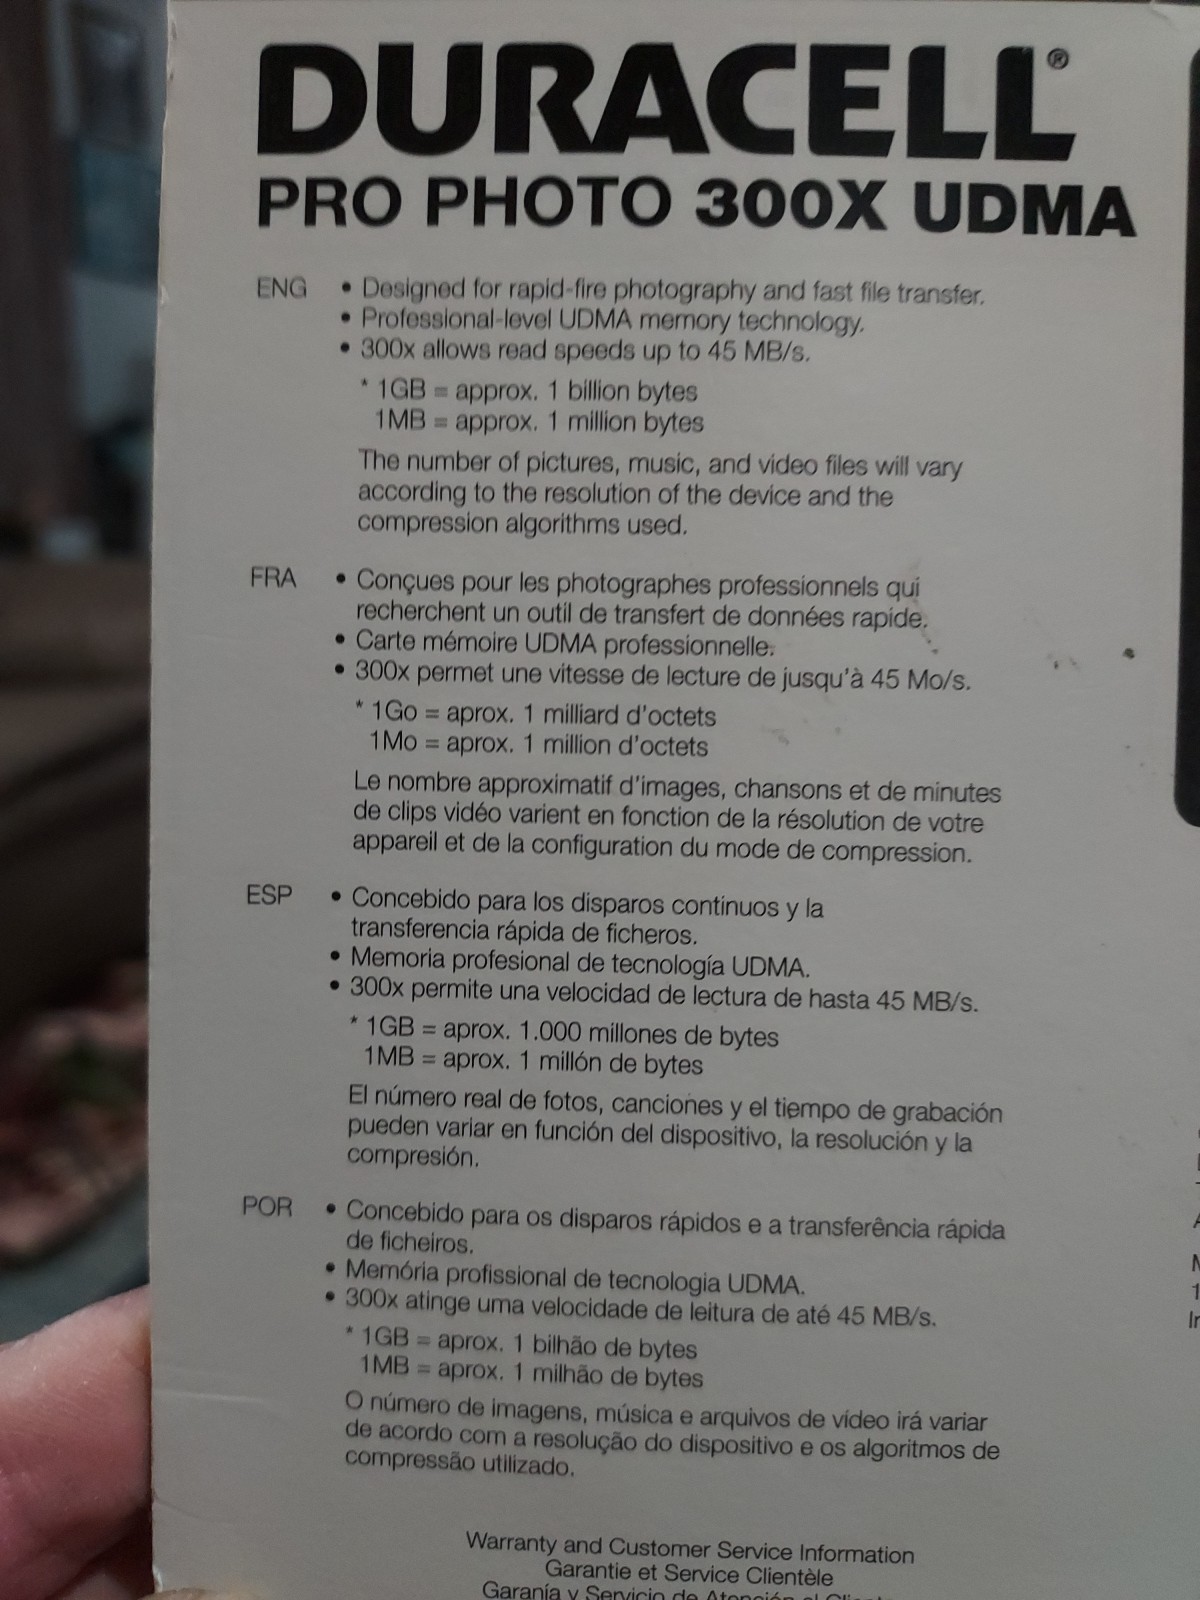 DURACELL®
PRO PHOTO 300X UDMA
ENG • Designed for rapid-fire photography and fast file transfer.
• Professional-level UDMA memory technology.
• 300x allows read speeds up to 45 MB/s.
* 1GB = approx. 1 billion bytes
1MB = approx. 1 million bytes
The number of pictures, music, and video files will vary
according to the resolution of the device and the
compression algorithms used.
FRA • Conçues pour les photographes professionnels qui
recherchent un outil de transfert de données rapide.
• Carte mémoire UDMA professionnelle.
• 300x permet une vitesse de lecture de jusqu'à 45 Mo/s.
* 1Go = aprox. 1 milliard d'octets
1Mo = aprox. 1 million d'octets
Le nombre approximatif d'images, chansons et de minutes
de clips vidéo varient en fonction de la résolution de votre
appareil et de la configuration du mode de compression.
ESP • Concebido para los disparos continuos y la
transferencia rápida de ficheros.
• Memoria profesional de tecnología UDMA.
• 300x permite una velocidad de lectura de hasta 45 MB/s.
* 1GB = aprox. 1.000 millones de bytes
1MB = aprox. 1 millón de bytes
El número real de fotos, canciones y el tiempo de grabación
pueden variar en función del dispositivo, la resolución y la
compresión.
POR • Concebido para os disparos rápidos e a transferência rápida
de ficheiros.
• Memória profissional de tecnologia UDMA.
• 300x atinge uma velocidade de leitura de até 45 MB/s.
* 1GB = aprox. 1 bilhão de bytes
1MB = aprox. 1 milhão de bytes
O número de imagens, música e arquivos de vídeo irá variar
de acordo com a resolução do dispositivo e os algoritmos de
compressão utilizado.
Warranty and Customer Service Information
Garantie et Service Clientèle
Garanía y Servicio de Atención al